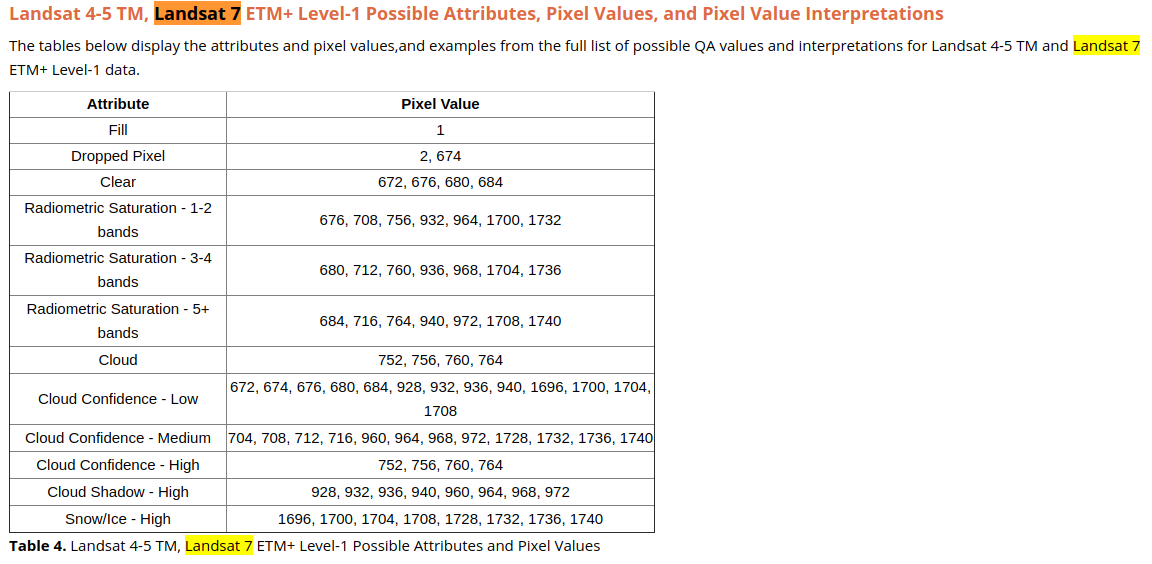 Landsat 4-5 TM, Landsat 7 ETM+ Level-1 Possible Attributes, Pixel Values, and Pixel Value Interpretations
The tables below display the attributes and pixel values,and examples from the full list of possible QA values and interpretations for Landsat 4-5 TM and Landsat 7
ETM+ Level-1 data.
Attribute Pixel Value
Fill 1
Dropped Pixel 2, 674
Clear 672, 676, 680, 684
Radiometric Saturation - 1-2
bands 676, 708, 756, 932, 964, 1700, 1732
Radiometric Saturation - 3-4
bands 680, 712, 760, 936, 968, 1704, 1736
Radiometric Saturation - 5+
bands 684, 716, 764, 940, 972, 1708, 1740
Cloud 752, 756, 760, 764
Cloud Confidence - Low 672, 674, 676, 680, 684, 928, 932, 936, 940, 1696, 1700, 1704,
1708
Cloud Confidence - Medium 704, 708, 712, 716, 960, 964, 968, 972, 1728, 1732, 1736, 1740
Cloud Confidence - High 752, 756, 760, 764
Cloud Shadow - High 928, 932, 936, 940, 960, 964, 968, 972
Snow/Ice - High 1696, 1700, 1704, 1708, 1728, 1732, 1736, 1740
Table 4. Landsat 4-5 TM, Landsat 7 ETM+ Level-1 Possible Attributes and Pixel Values